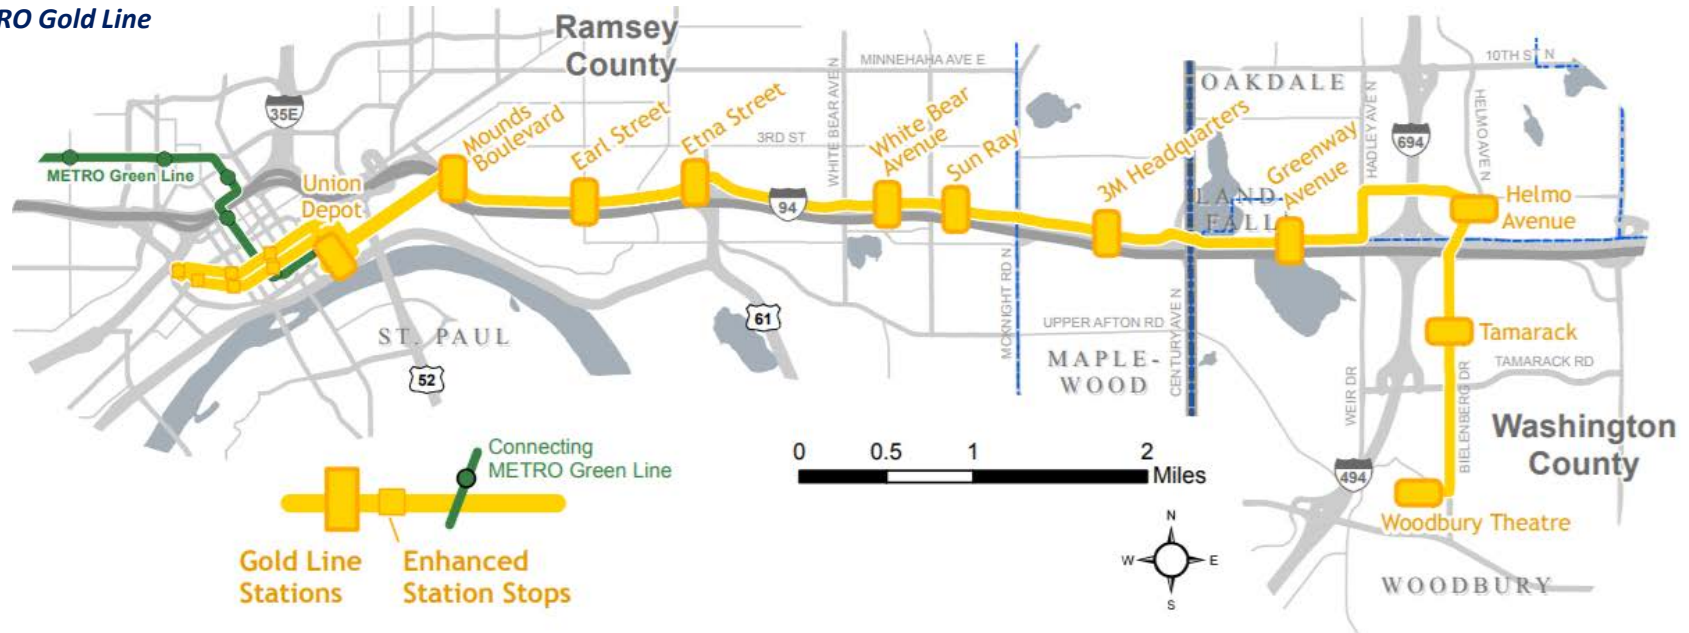 RO Gold Line
Ramsey
County
MINNEHAHA AVE E
10TH ST N
OAKDALE
35E
Mounds
Boulevard
Earl Street
Etna Street
WHITE BEAR AVE N
3RD ST
White Bear
Avenue
Sun Ray
3M Headquarters
Greenway
Avenue
HADLEY AVE N
694
HELMO AVE N
METRO Green Line
Union
Depot
94
LAND
FALL
Helmo
Avenue
ST. PAUL
52
61
MCKNIGHT RD N
UPPER AFTON RD
MAPLE-
WOOD
CENTURY AVE N
Tamarack
TAMARACK RD
WEIR DR
BIELENBERG DR
Washington
County
494
Woodbury Theatre
WOODBURY
Connecting
METRO Green Line
Gold Line
Stations
Enhanced
Station Stops
0 0.5 1 2
Miles
N
W E
S